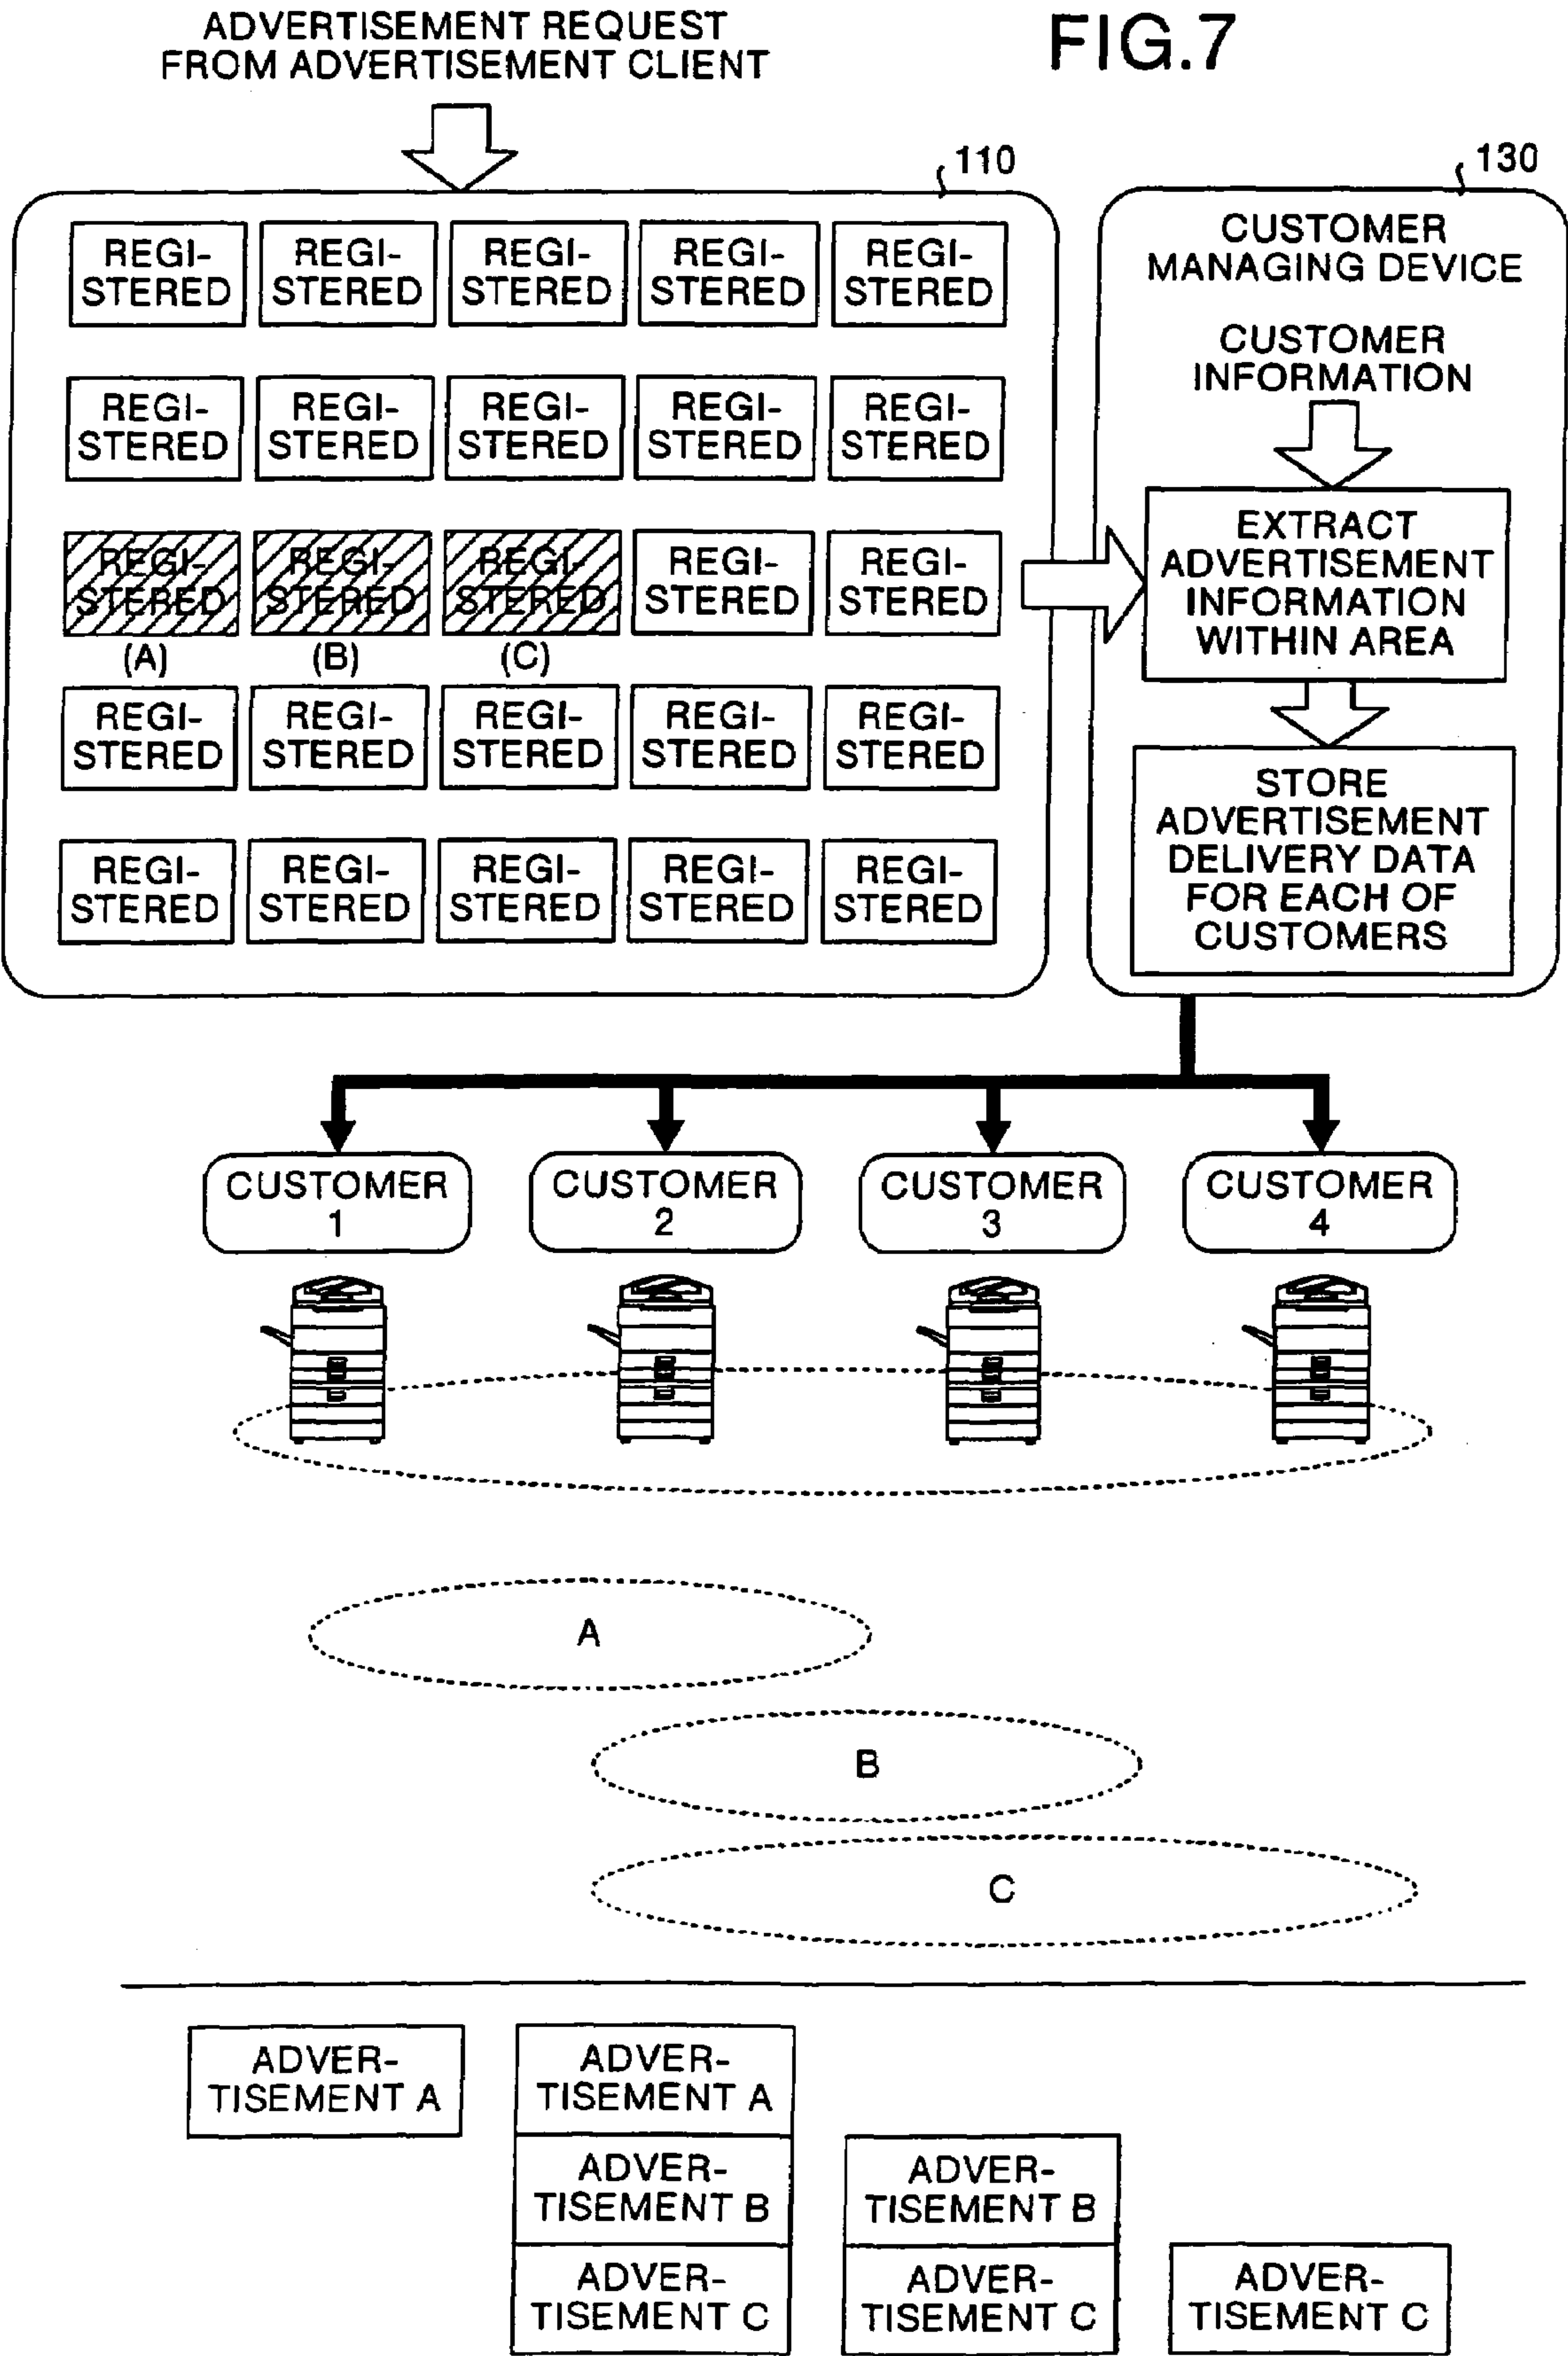 ADVERTISEMENT REQUEST
FROM ADVERTISEMENT CLIENT
FIG.7
110
130
REGI- REGI- REGI- REGI- REGI-
STERED STERED STERED STERED STERED
REGI- REGI- REGI- REGI- REGI-
STERED STERED STERED STERED STERED
REGI- REGI- REGI- REGI- REGI-
STERED STERED STERED STERED STERED
(A) (B) (C)
REGI- REGI- REGI- REGI- REGI-
STERED STERED STERED STERED STERED
REGI- REGI- REGI- REGI- REGI-
STERED STERED STERED STERED STERED
CUSTOMER
MANAGING DEVICE
CUSTOMER
INFORMATION
EXTRACT
ADVERTISEMENT
INFORMATION
WITHIN AREA
STORE
ADVERTISEMENT
DELIVERY DATA
FOR EACH OF
CUSTOMERS
CUSTOMER
1
CUSTOMER
2
CUSTOMER
3
CUSTOMER
4
A
B
C
ADVER-
TISEMENT A
ADVER-
TISEMENT A
ADVER-
TISEMENT B
ADVER-
TISEMENT C
ADVER-
TISEMENT B
ADVER-
TISEMENT C
ADVER-
TISEMENT C